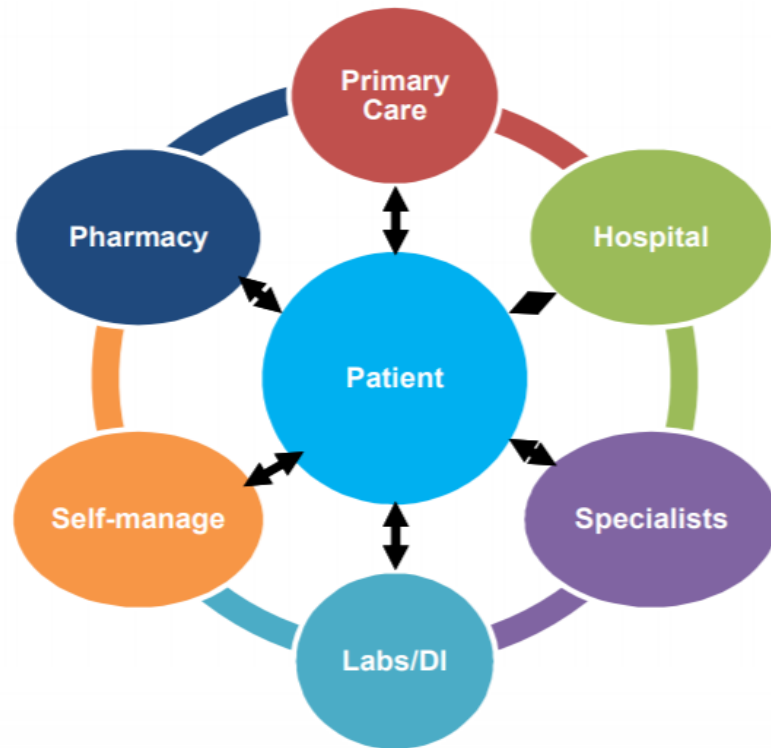 Primary
Care
Pharmacy
Hospital
Patient
Self-manage
Specialists
Labs/DI